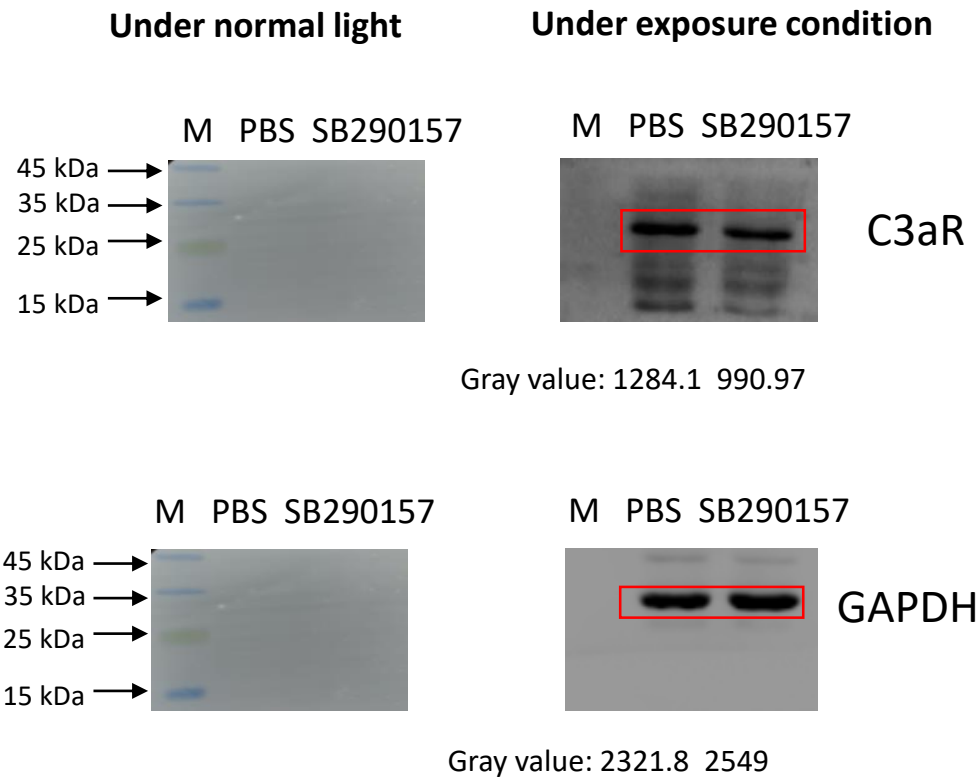 Under normal light
Under exposure condition
M PBS SB290157
45 kDa
35 kDa
25 kDa
15 kDa
M PBS SB290157
C3aR
Gray value: 1284.1 990.97
M PBS SB290157
45 kDa
35 kDa
25 kDa
15 kDa
M PBS SB290157
GAPDH
Gray value: 2321.8 2549